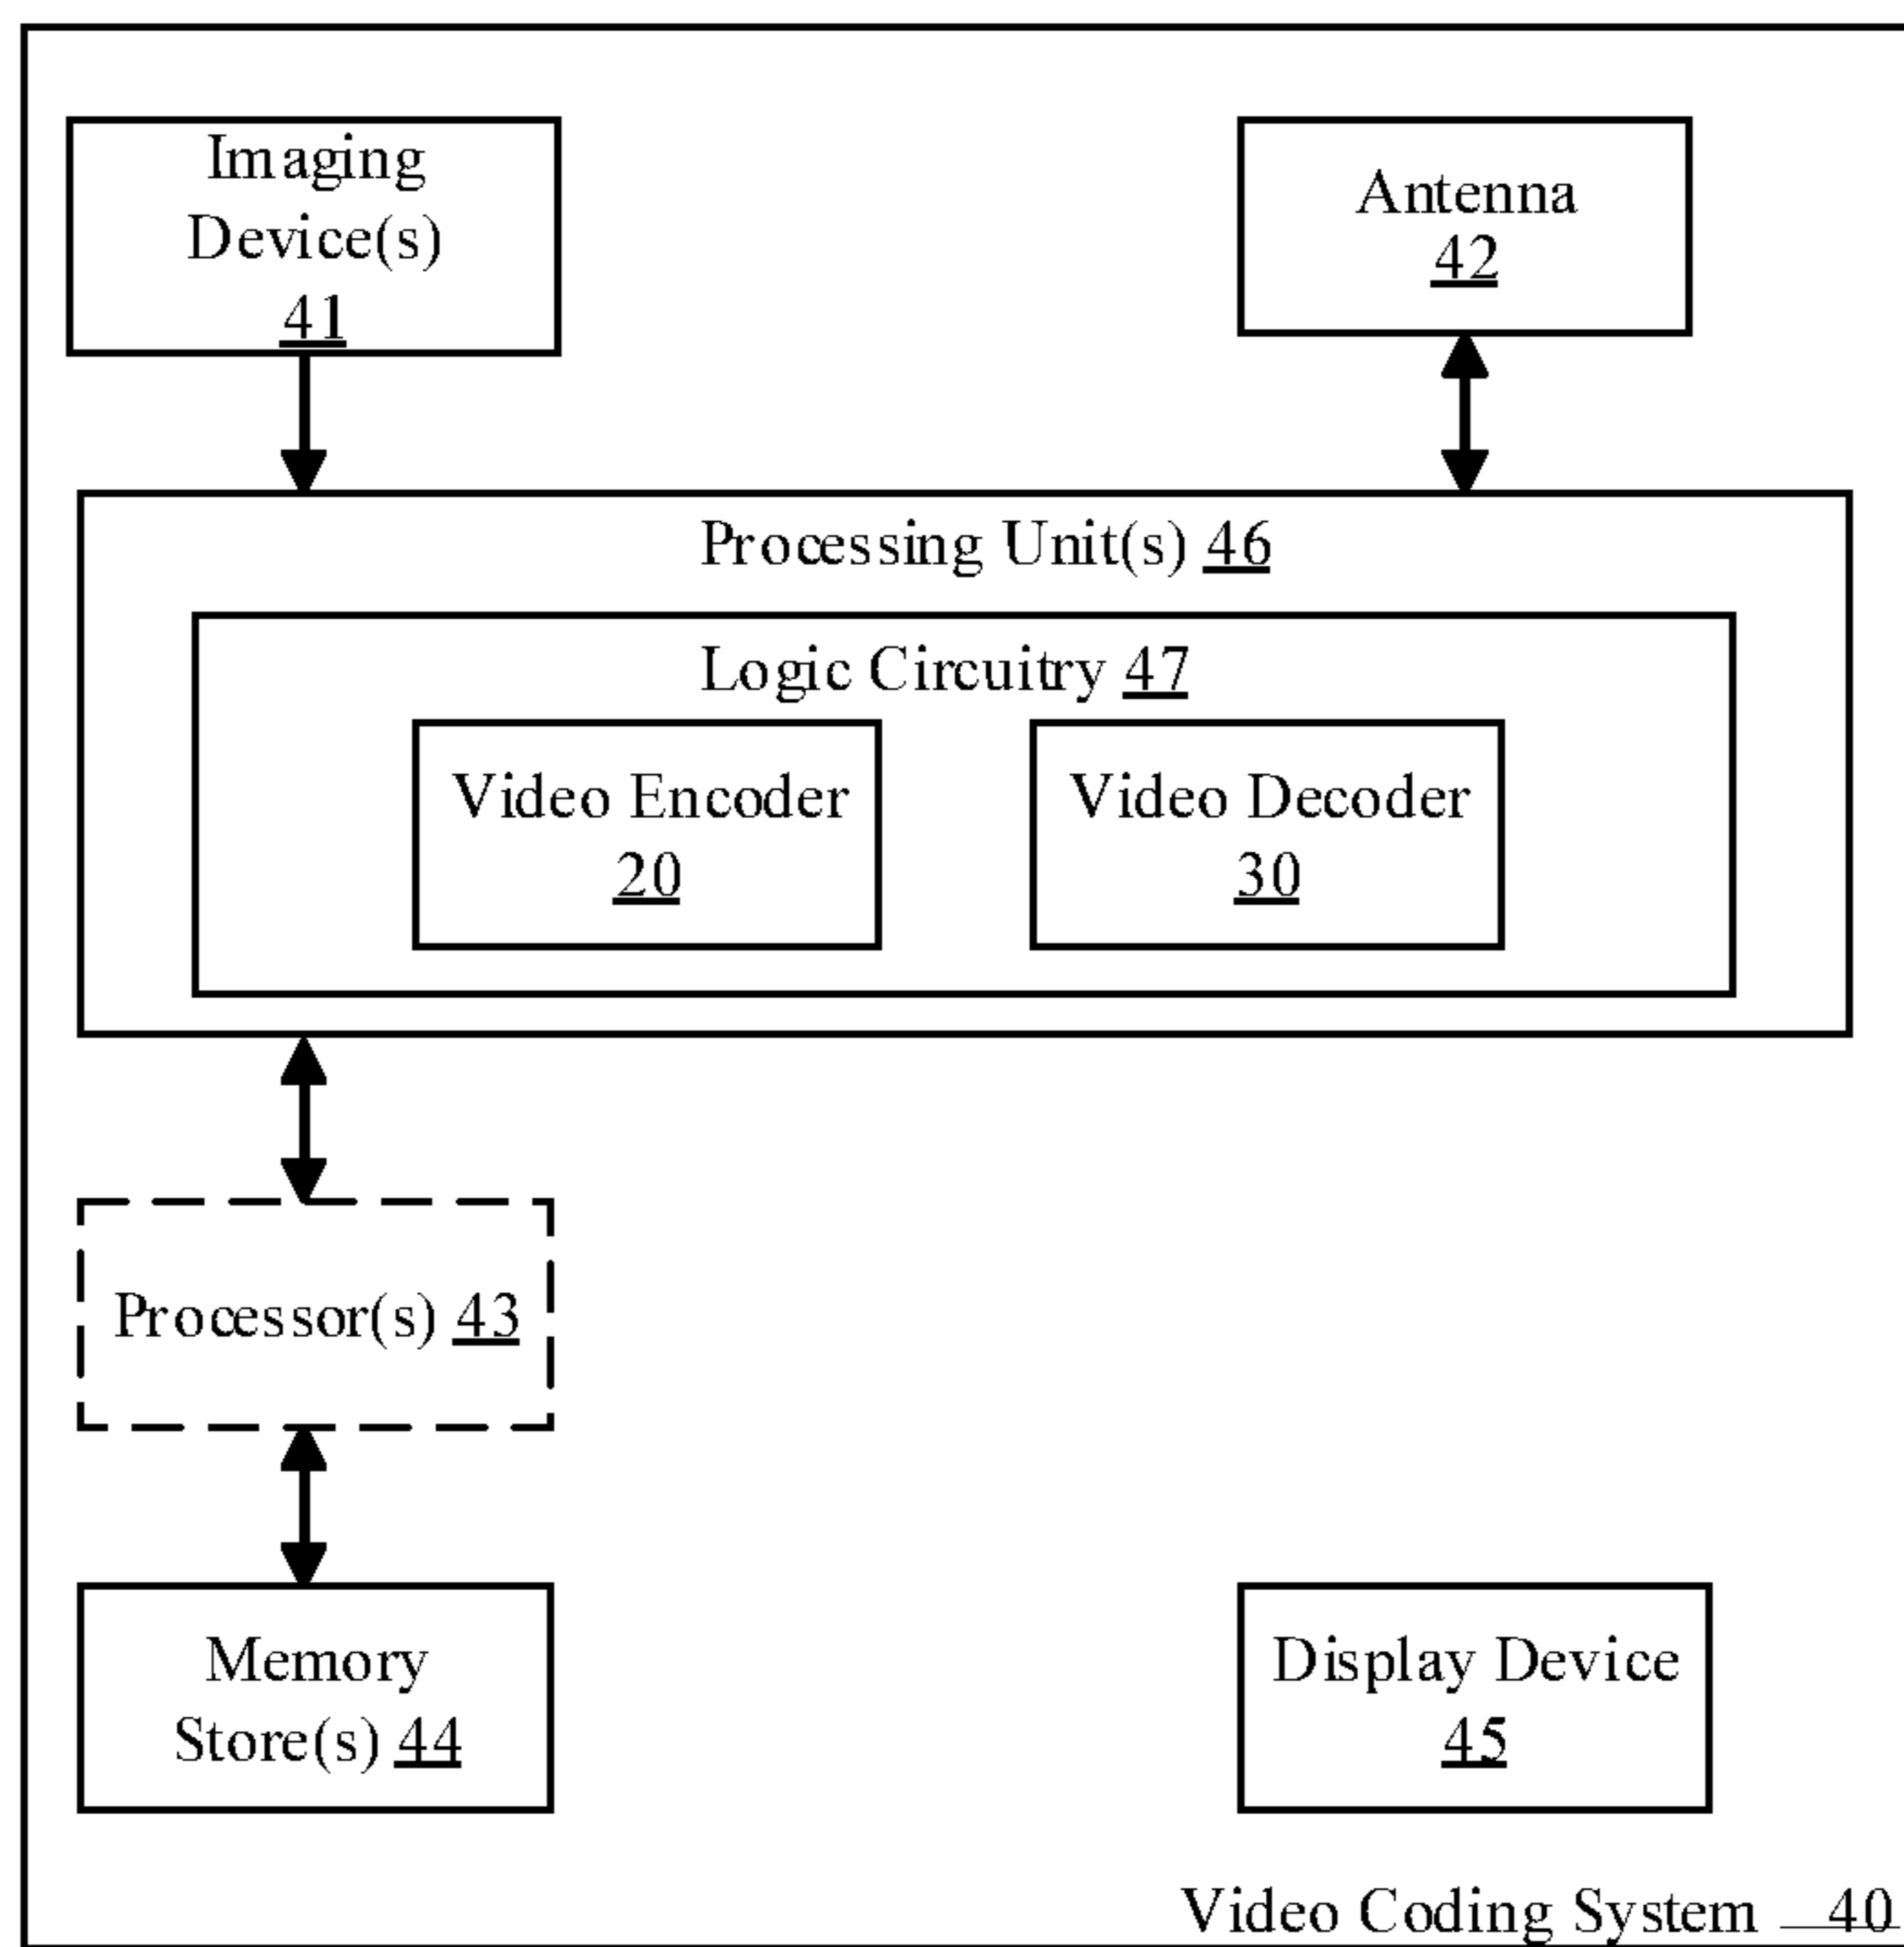 Imaging
Device(s)
41
Antenna
42
Processing Unit(s) 46
Logic Circuitry 47
Video Encoder
20
Video Decoder
30
Processor(s) 43
Memory
Store(s) 44
Display Device
45
Video Coding System 40